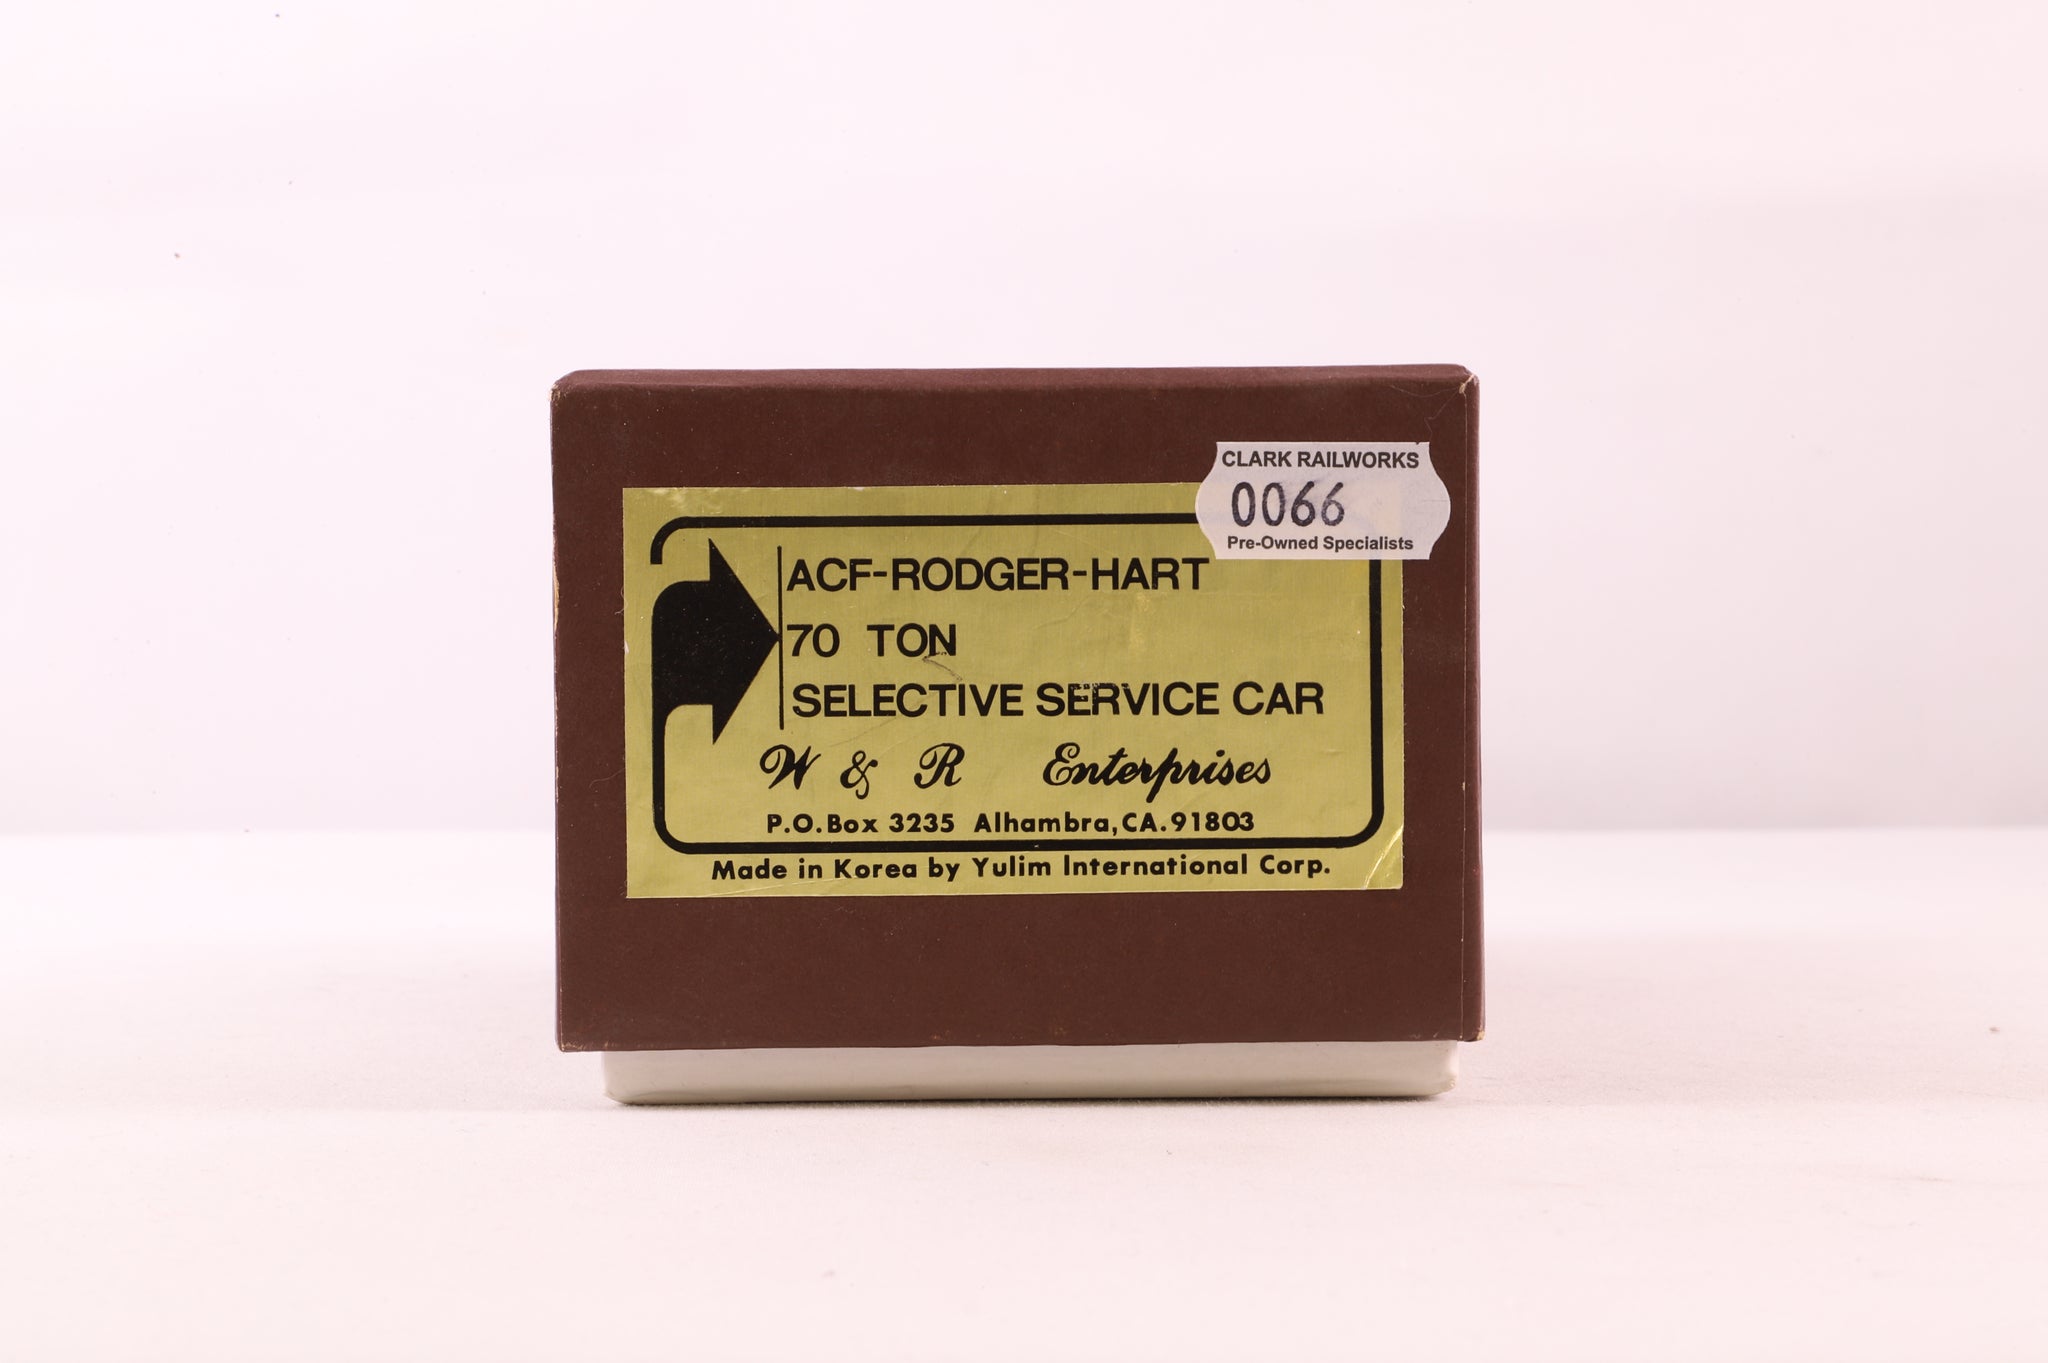 CLARK RAILWORKS
0066
Pre-Owned Specialists
ACF-RODGER-HART
70 TON
SELECTIVE SERVICE CAR
W & R Enterprises
P.O.Box 3235 Alhambra,CA.91803
Made in Korea by Yulim International Corp.